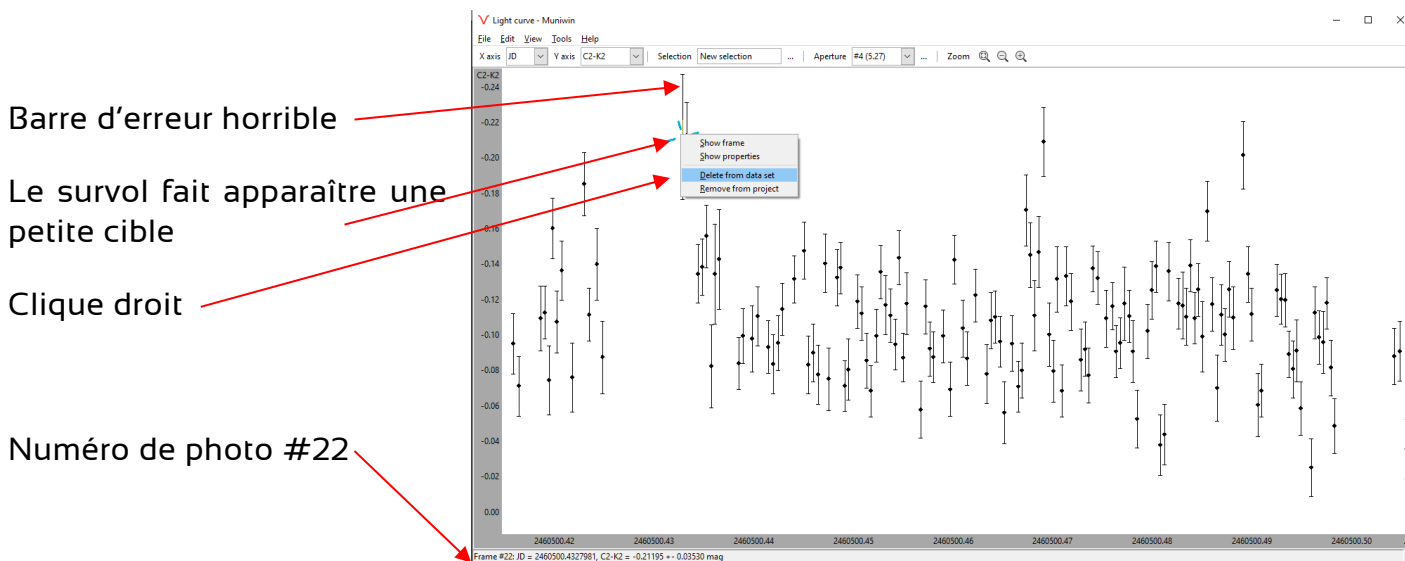 Light curve - Muniwin
File Edit View Tools Help
X axis JD Y axis C2-K2 Selection New selection ... Aperture #4 (5.27) ... Zoom
C2-K2
-0.24
-0.22
-0.20
-0.18
-0.16
-0.14
-0.12
-0.10
-0.08
-0.06
-0.04
-0.02
0.00
Barre d'erreur horrible
Le survol fait apparaître une
petite cible
Clique droit
Numéro de photo #22
Show frame
Show properties
Delete from data set
Remove from project
2460500.42 2460500.43 2460500.44 2460500.45 2460500.46 2460500.47 2460500.48 2460500.49 2460500.50
Frame #22: JD = 2460500.4327981, C2-K2 = -0.21195 +- 0.03530 mag